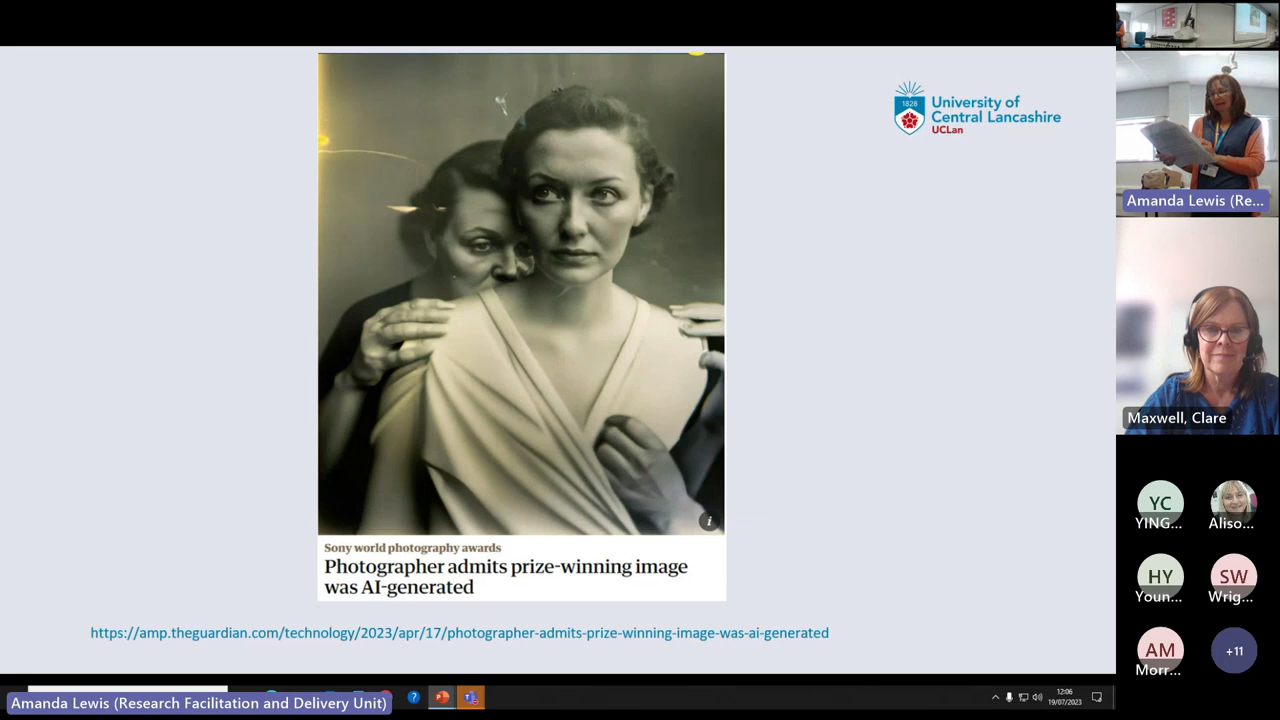 1828
University of
Central Lancashire
UCLan
i
Sony world photography awards
Photographer admits prize-winning image
was AI-generated
https://amp.theguardian.com/technology/2023/apr/17/photographer-admits-prize-winning-image-was-ai-generated
Amanda Lewis (Re...
Maxwell, Clare
YC
YING...
Aliso...
HY
Youn...
SW
Wrig...
AM
Morr...
+11
Amanda Lewis (Research Facilitation and Delivery Unit)
?
12:06
19/07/2023